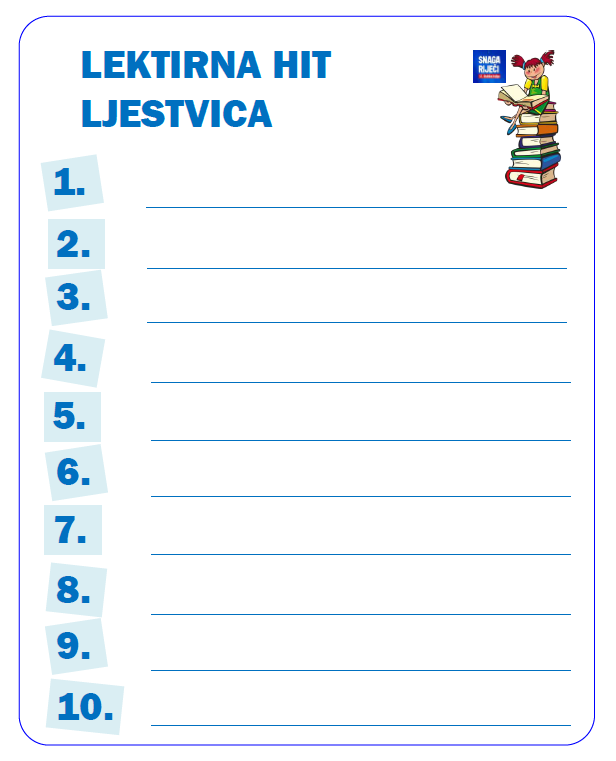 LEKTIRNA HIT
LJESTVICA
SNAGA
RIJEČI
1.
2.
3.
4.
5.
6.
7.
8.
9.
10.